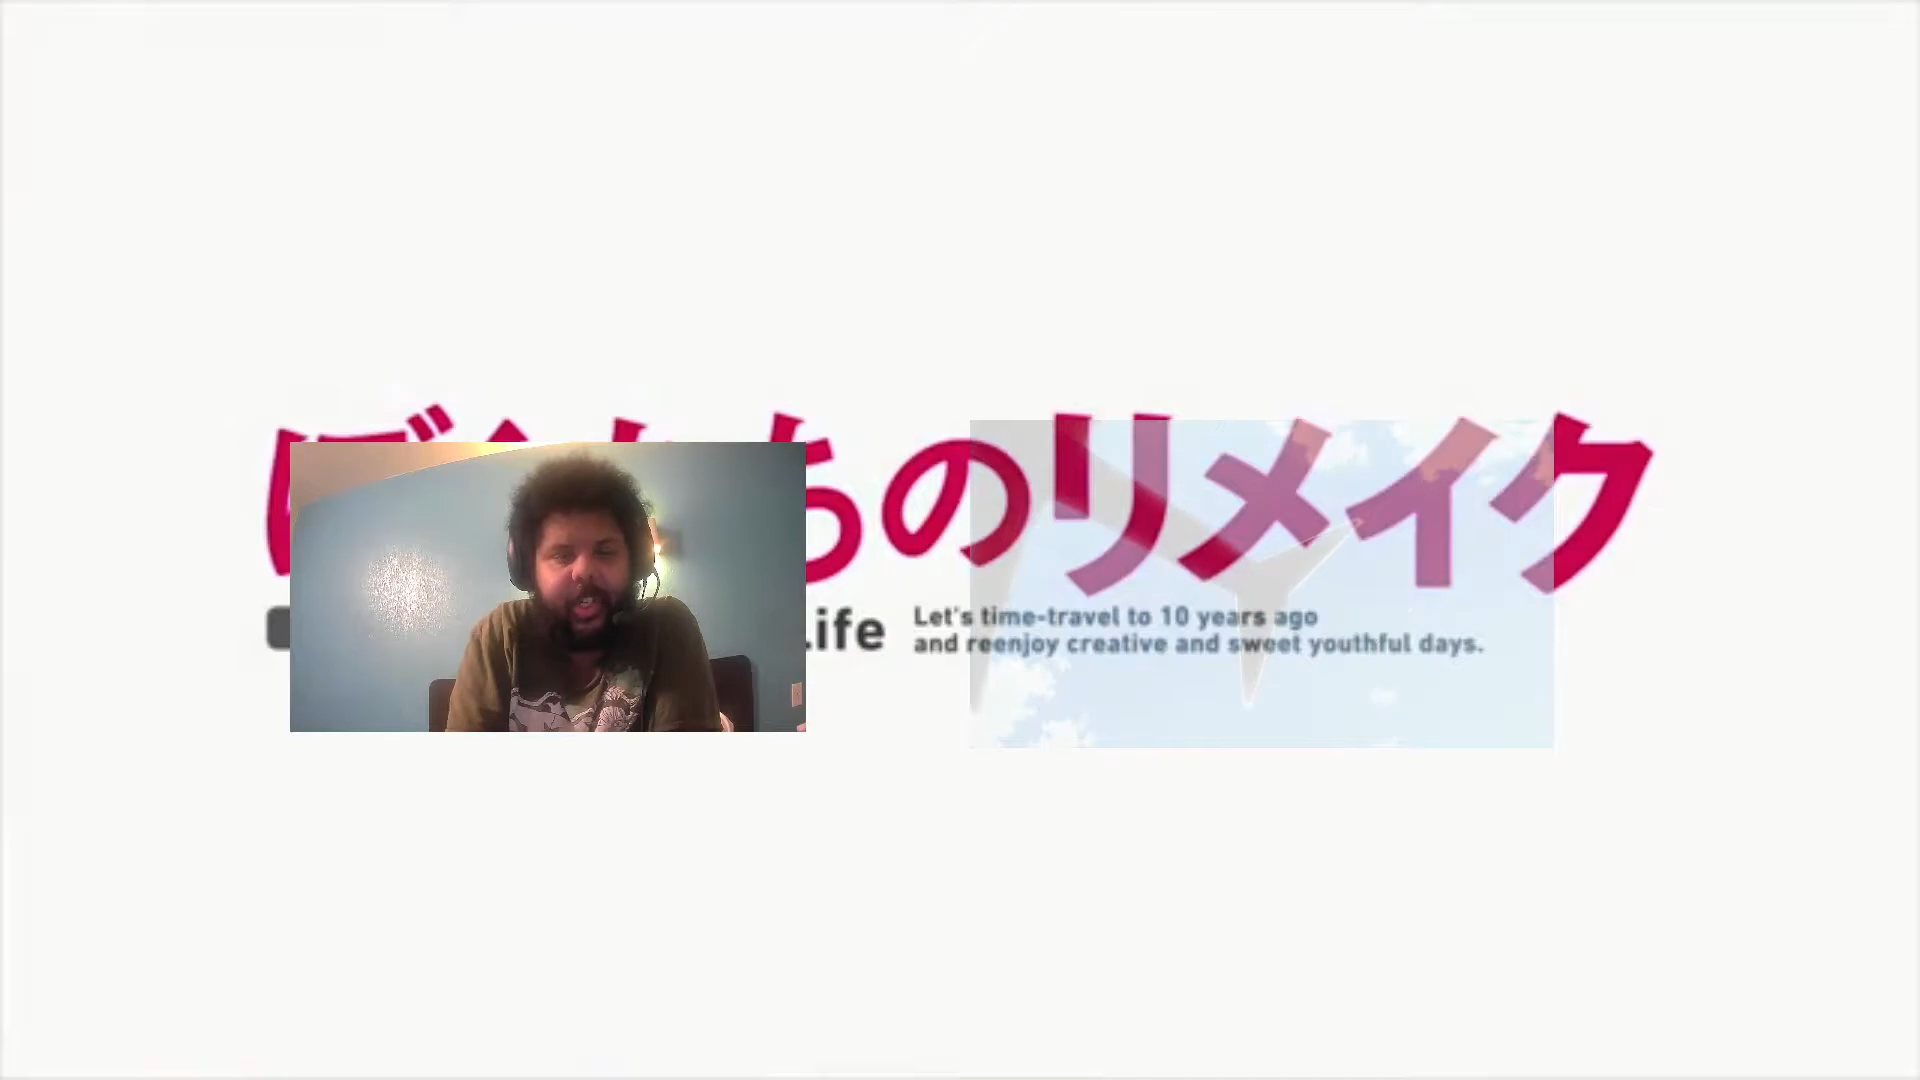 ちのリメイク
Life
Let's time-travel to 10 years ago
and reenjoy creative and sweet youthful days.